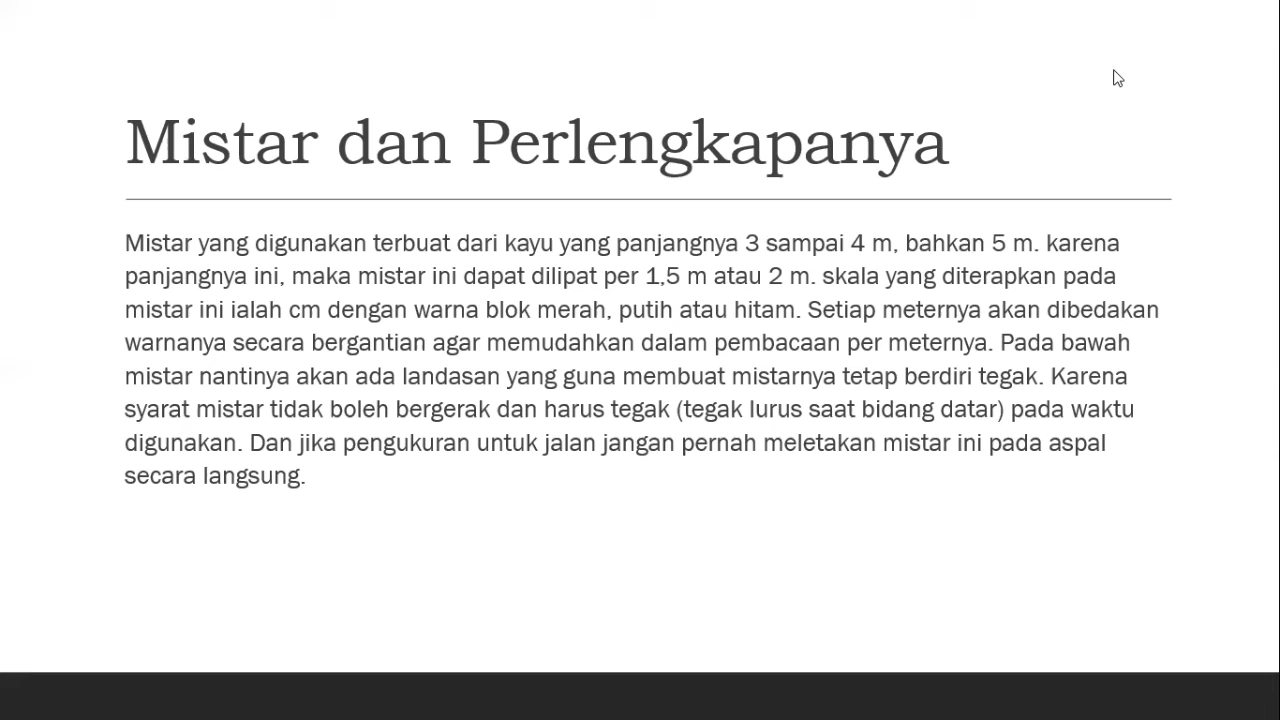 Mistar dan Perlengkapanya
Mistar yang digunakan terbuat dari kayu yang panjangnya 3 sampai 4 m, bahkan 5 m. karena
panjangnya ini, maka mistar ini dapat dilipat per 1,5 m atau 2 m. skala yang diterapkan pada
mistar ini ialah cm dengan warna blok merah, putih atau hitam. Setiap meternya akan dibedakan
warnanya secara bergantian agar memudahkan dalam pembacaan per meternya. Pada bawah
mistar nantinya akan ada landasan yang guna membuat mistarnya tetap berdiri tegak. Karena
syarat mistar tidak boleh bergerak dan harus tegak (tegak lurus saat bidang datar) pada waktu
digunakan. Dan jika pengukuran untuk jalan jangan pernah meletakan mistar ini pada aspal
secara langsung.